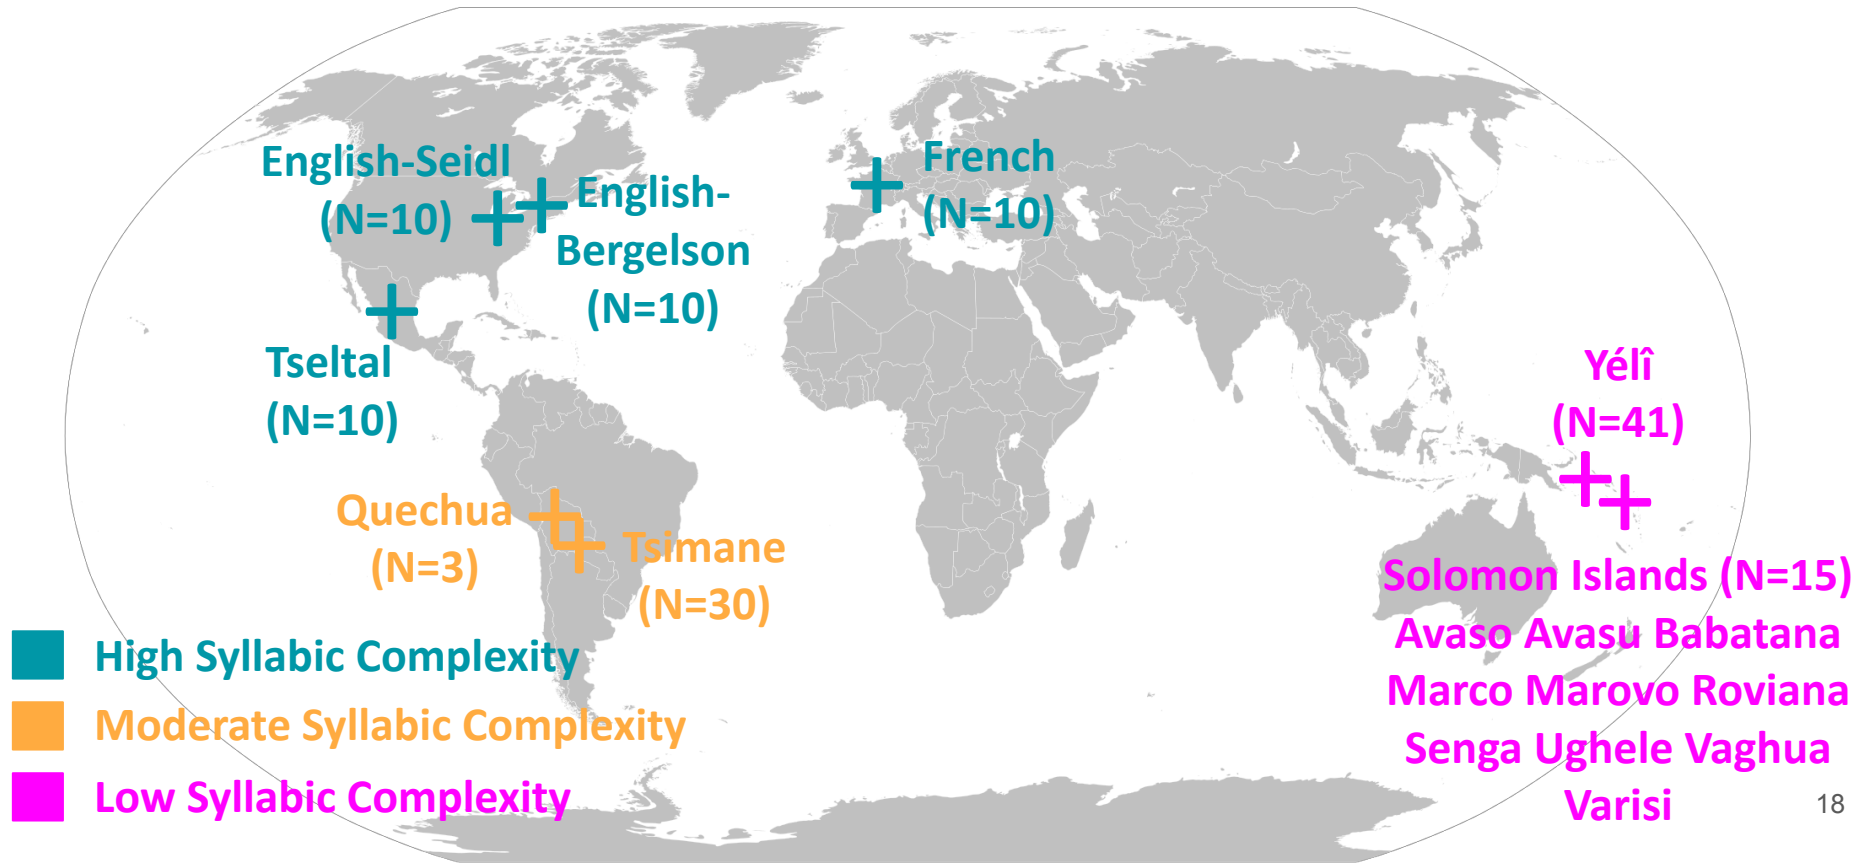 English-Seidl
(N=10)
English-
Bergelson
(N=10)
French
(N=10)
Tseltal
(N=10)
Yélî
(N=41)
Quechua
(N=3)
Tsimane
(N=30)
Solomon Islands (N=15)
Avaso Avasu Babatana
Marco Marovo Roviana
Senga Ughele Vaghua
Varisi
High Syllabic Complexity
Moderate Syllabic Complexity
Low Syllabic Complexity
18